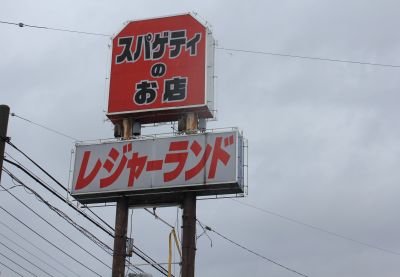 スパゲティ
の
お店
レジャーランド